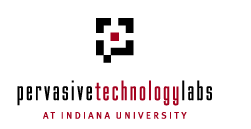 pervasivetechnologylabs
AT INDIANA UNIVERSITY